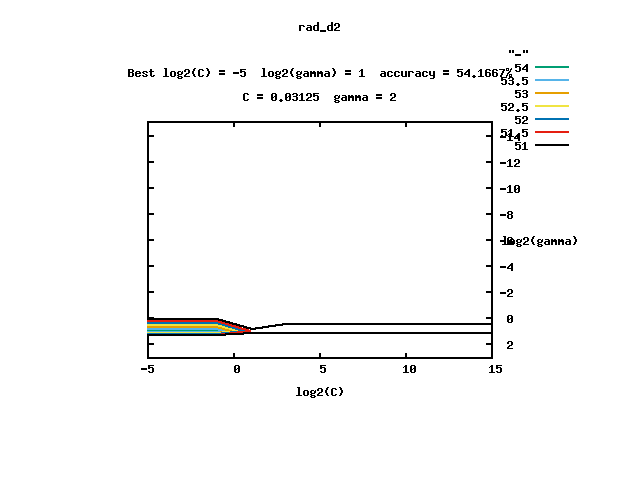 rad_d2
"-"
Best log2(C) = -5 log2(gamma) = 1 accuracy = 54.1667%
C = 0.03125 gamma = 2
54
53.5
53
52.5
52
51.5
51
-14
-12
-10
-8
-6
log2(gamma)
-4
-2
0
2
-5 0 5 10 15
log2(C)